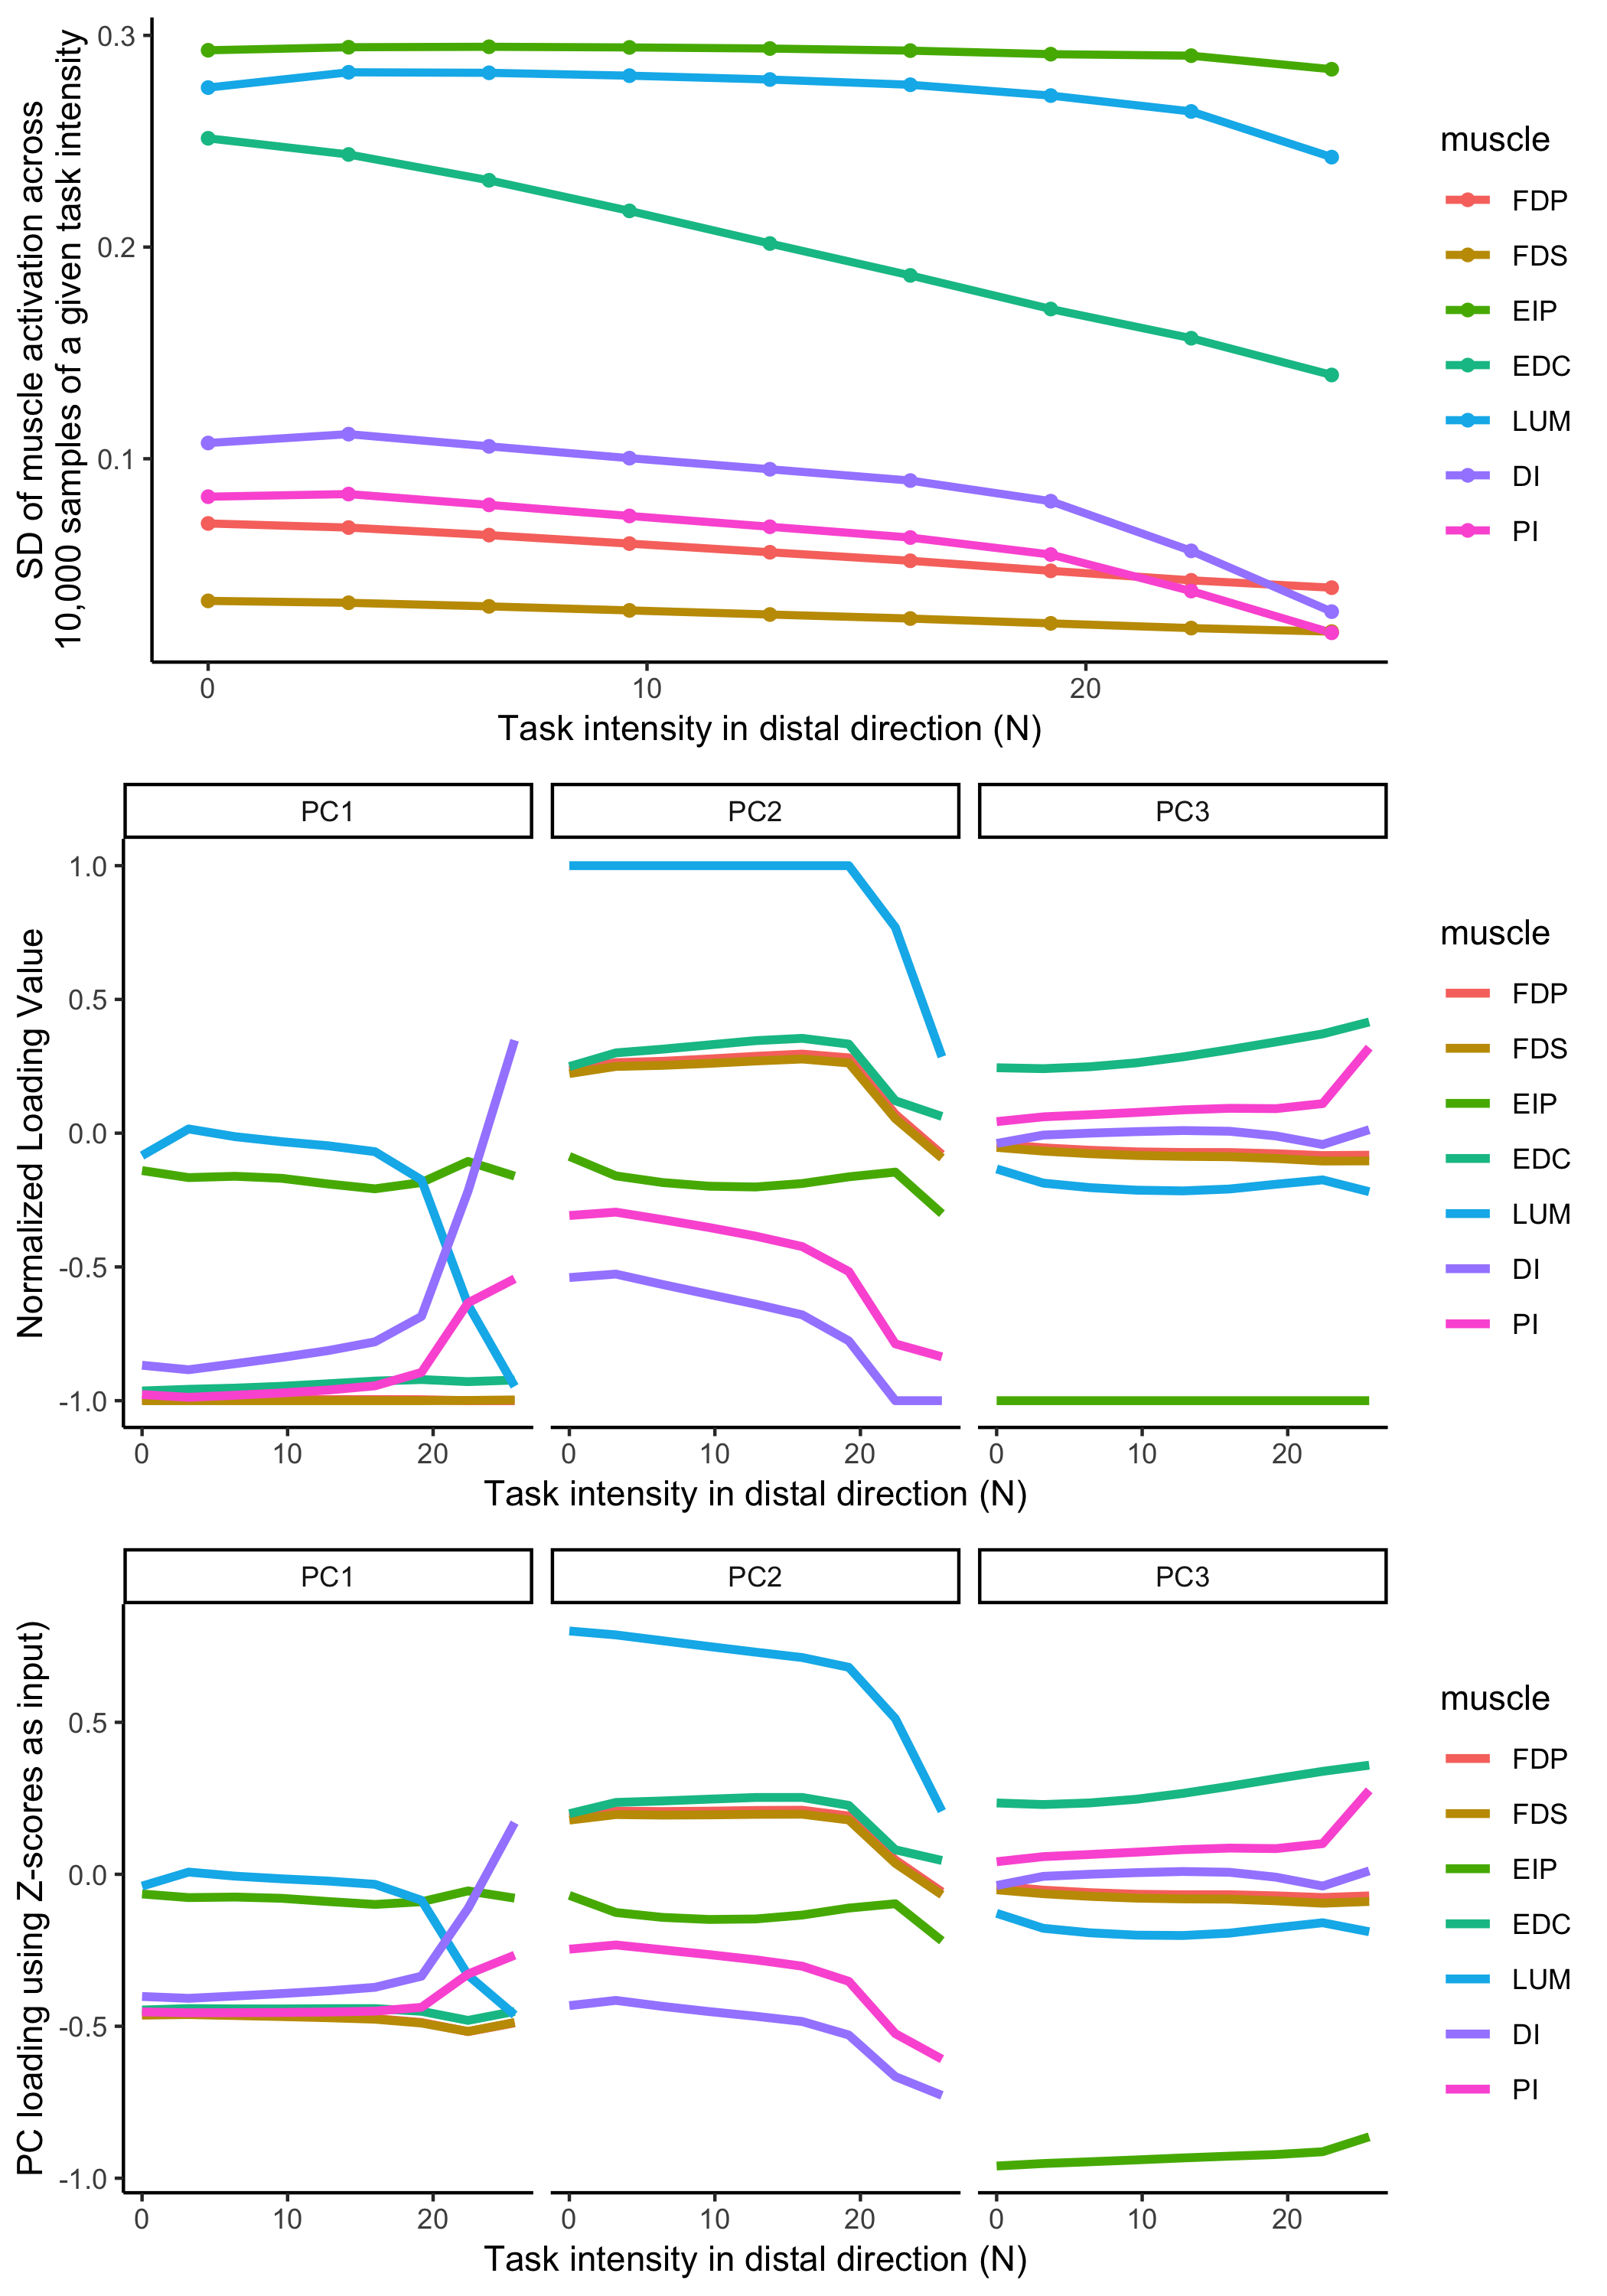 SD of muscle activation across
10,000 samples of a given task intensity
0.3
0.2
0.1
0
10
20
Task intensity in distal direction (N)
muscle
FDP
FDS
EIP
EDC
LUM
DI
PI
PC1
PC2
PC3
Normalized Loading Value
1.0
0.5
0.0
-0.5
-1.0
0
10
20
0
10
20
0
10
20
Task intensity in distal direction (N)
muscle
FDP
FDS
EIP
EDC
LUM
DI
PI
PC1
PC2
PC3
PC loading using Z-scores as input)
0.5
0.0
-0.5
-1.0
0
10
20
0
10
20
0
10
20
Task intensity in distal direction (N)
muscle
FDP
FDS
EIP
EDC
LUM
DI
PI